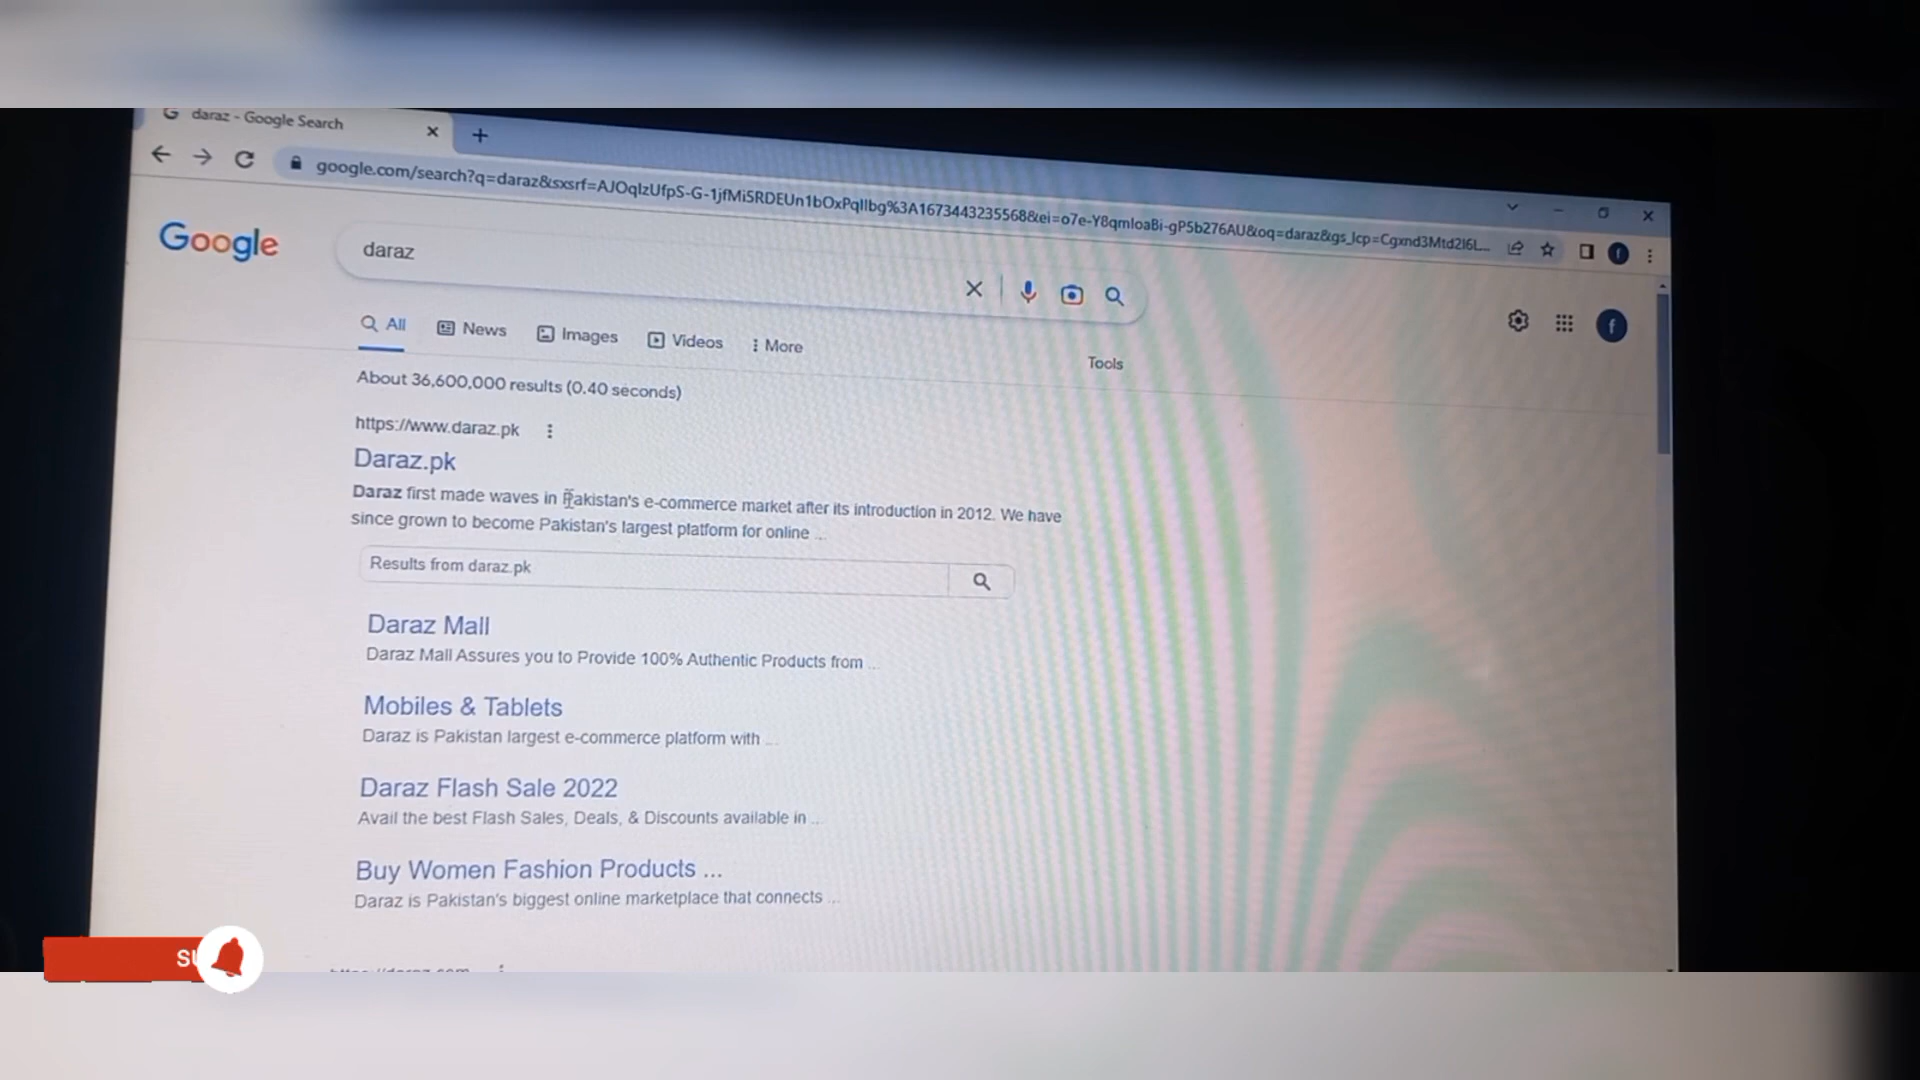 daraz - Google Search
google.com/search?q=daraz&sxsrf=AJOqlzUfpS-G-1jfMi5RDEUn1bOxPqIlbg%3A1673443235568&ei=o7e-Y8qmIoaBi-gP5b276AU&oq=daraz&gs_lcp=Cgxnd3Mtd2l6L...
Google
daraz
All News Images Videos More
Tools
f
About 36,600,000 results (0.40 seconds)
https://www.daraz.pk
Daraz.pk
Daraz first made waves in Pakistan's e-commerce market after its introduction in 2012. We have
since grown to become Pakistan's largest platform for online ...
Results from daraz.pk
Daraz Mall
Daraz Mall Assures you to Provide 100% Authentic Products from ...
Mobiles & Tablets
Daraz is Pakistan largest e-commerce platform with ...
Daraz Flash Sale 2022
Avail the best Flash Sales, Deals, & Discounts available in ...
Buy Women Fashion Products ...
Daraz is Pakistan's biggest online marketplace that connects ...